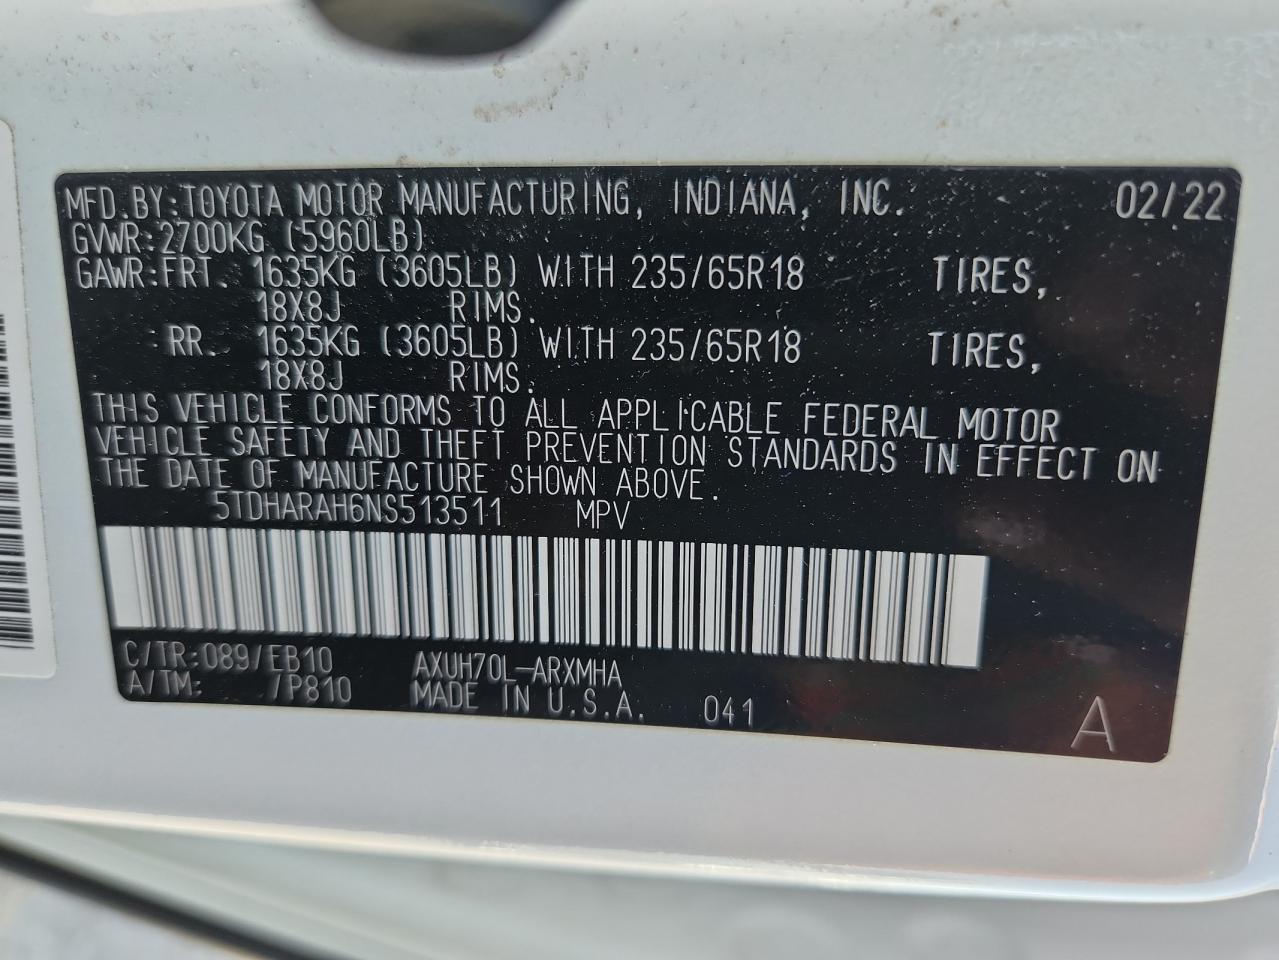 MFD.BY:TOYOTA MOTOR MANUFACTURING, INDIANA, INC. 02/22
GVWR:2700KG (5960LB)
GAWR:FRT. 1635KG (3605LB) WITH 235/65R18 TIRES,
18X8J RIMS.
RR. 1635KG (3605LB) WITH 235/65R18 TIRES,
18X8J RIMS.
THIS VEHICLE CONFORMS TO ALL APPLICABLE FEDERAL MOTOR
VEHICLE SAFETY AND THEFT PREVENTION STANDARDS IN EFFECT ON
THE DATE OF MANUFACTURE SHOWN ABOVE.
5TDHARAH6NS513511 MPV
C/TR:089/EB10 AXUH70L-ARXMHA
A/TM: /P810 MADE IN U.S.A. 041 A